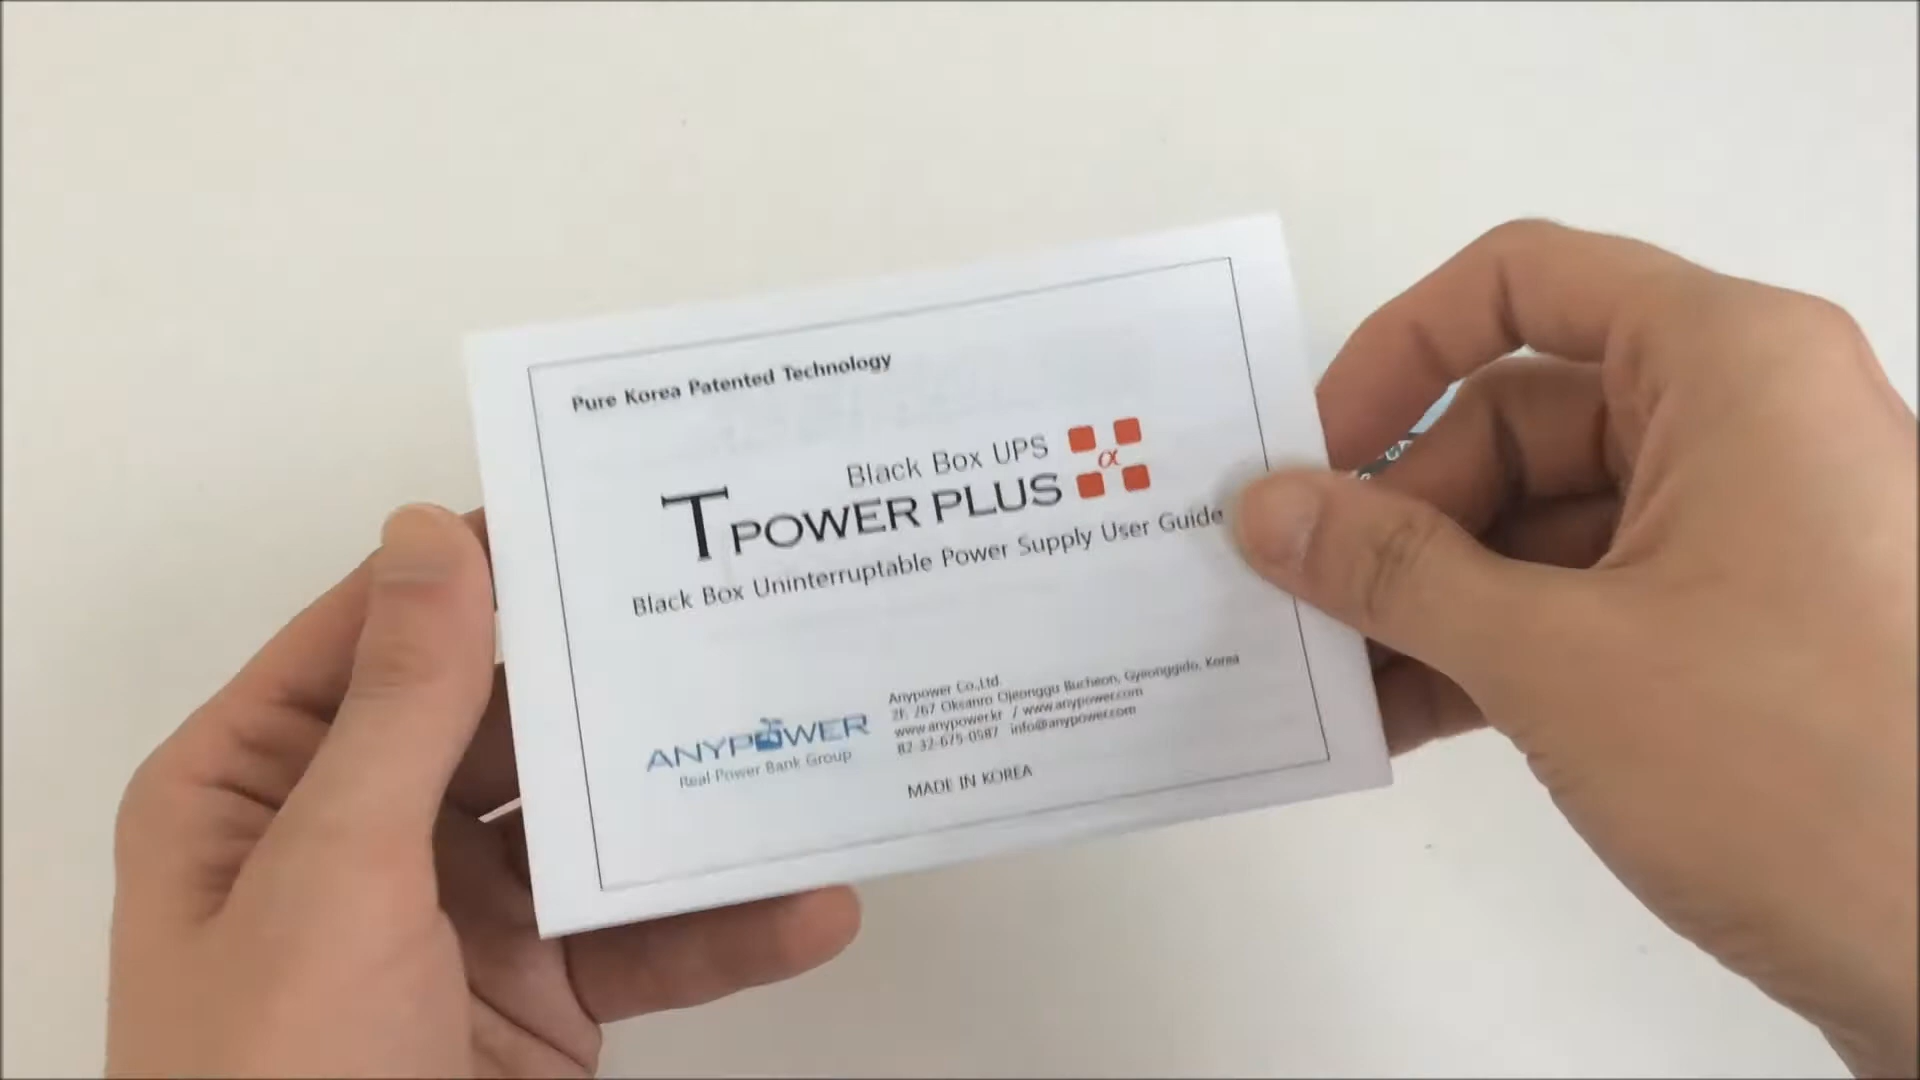 Pure Korea Patented Technology
Black Box UPS
α
T POWER PLUS
Black Box Uninterruptable Power Supply User Guide
ANYPOWER
Real Power Bank Group
Anypower Co.,Ltd.
2F, 267 Oksanro Ojeonggu Bucheon, Gyeonggido, Korea
www.anypower.kr / www.anypower.com
82-32-675-0587 info@anypower.com
MADE IN KOREA